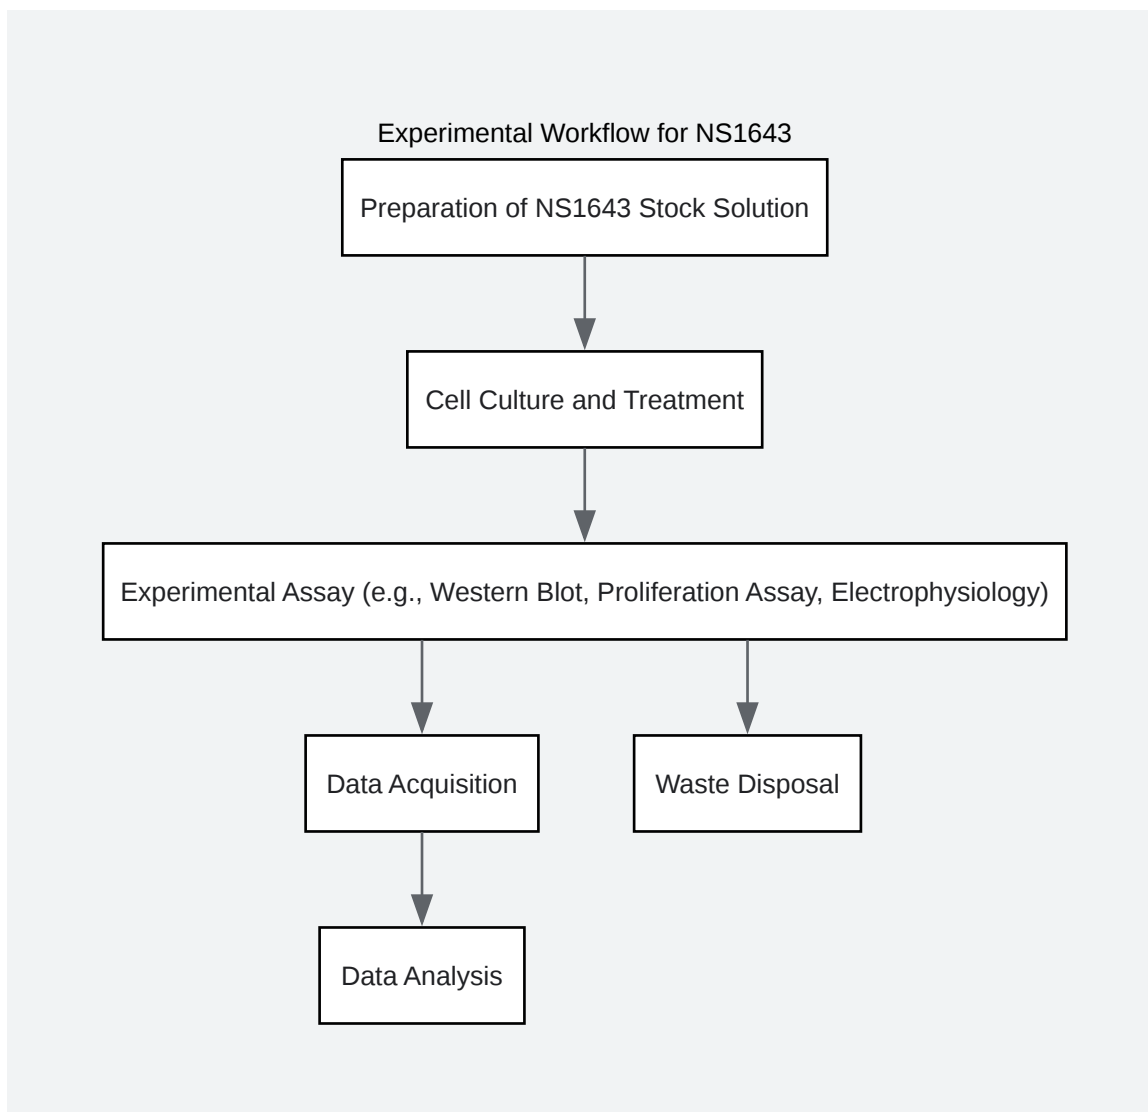 Experimental Workflow for NS1643
Preparation of NS1643 Stock Solution
Cell Culture and Treatment
Experimental Assay (e.g., Western Blot, Proliferation Assay, Electrophysiology)
Data Acquisition
Waste Disposal
Data Analysis